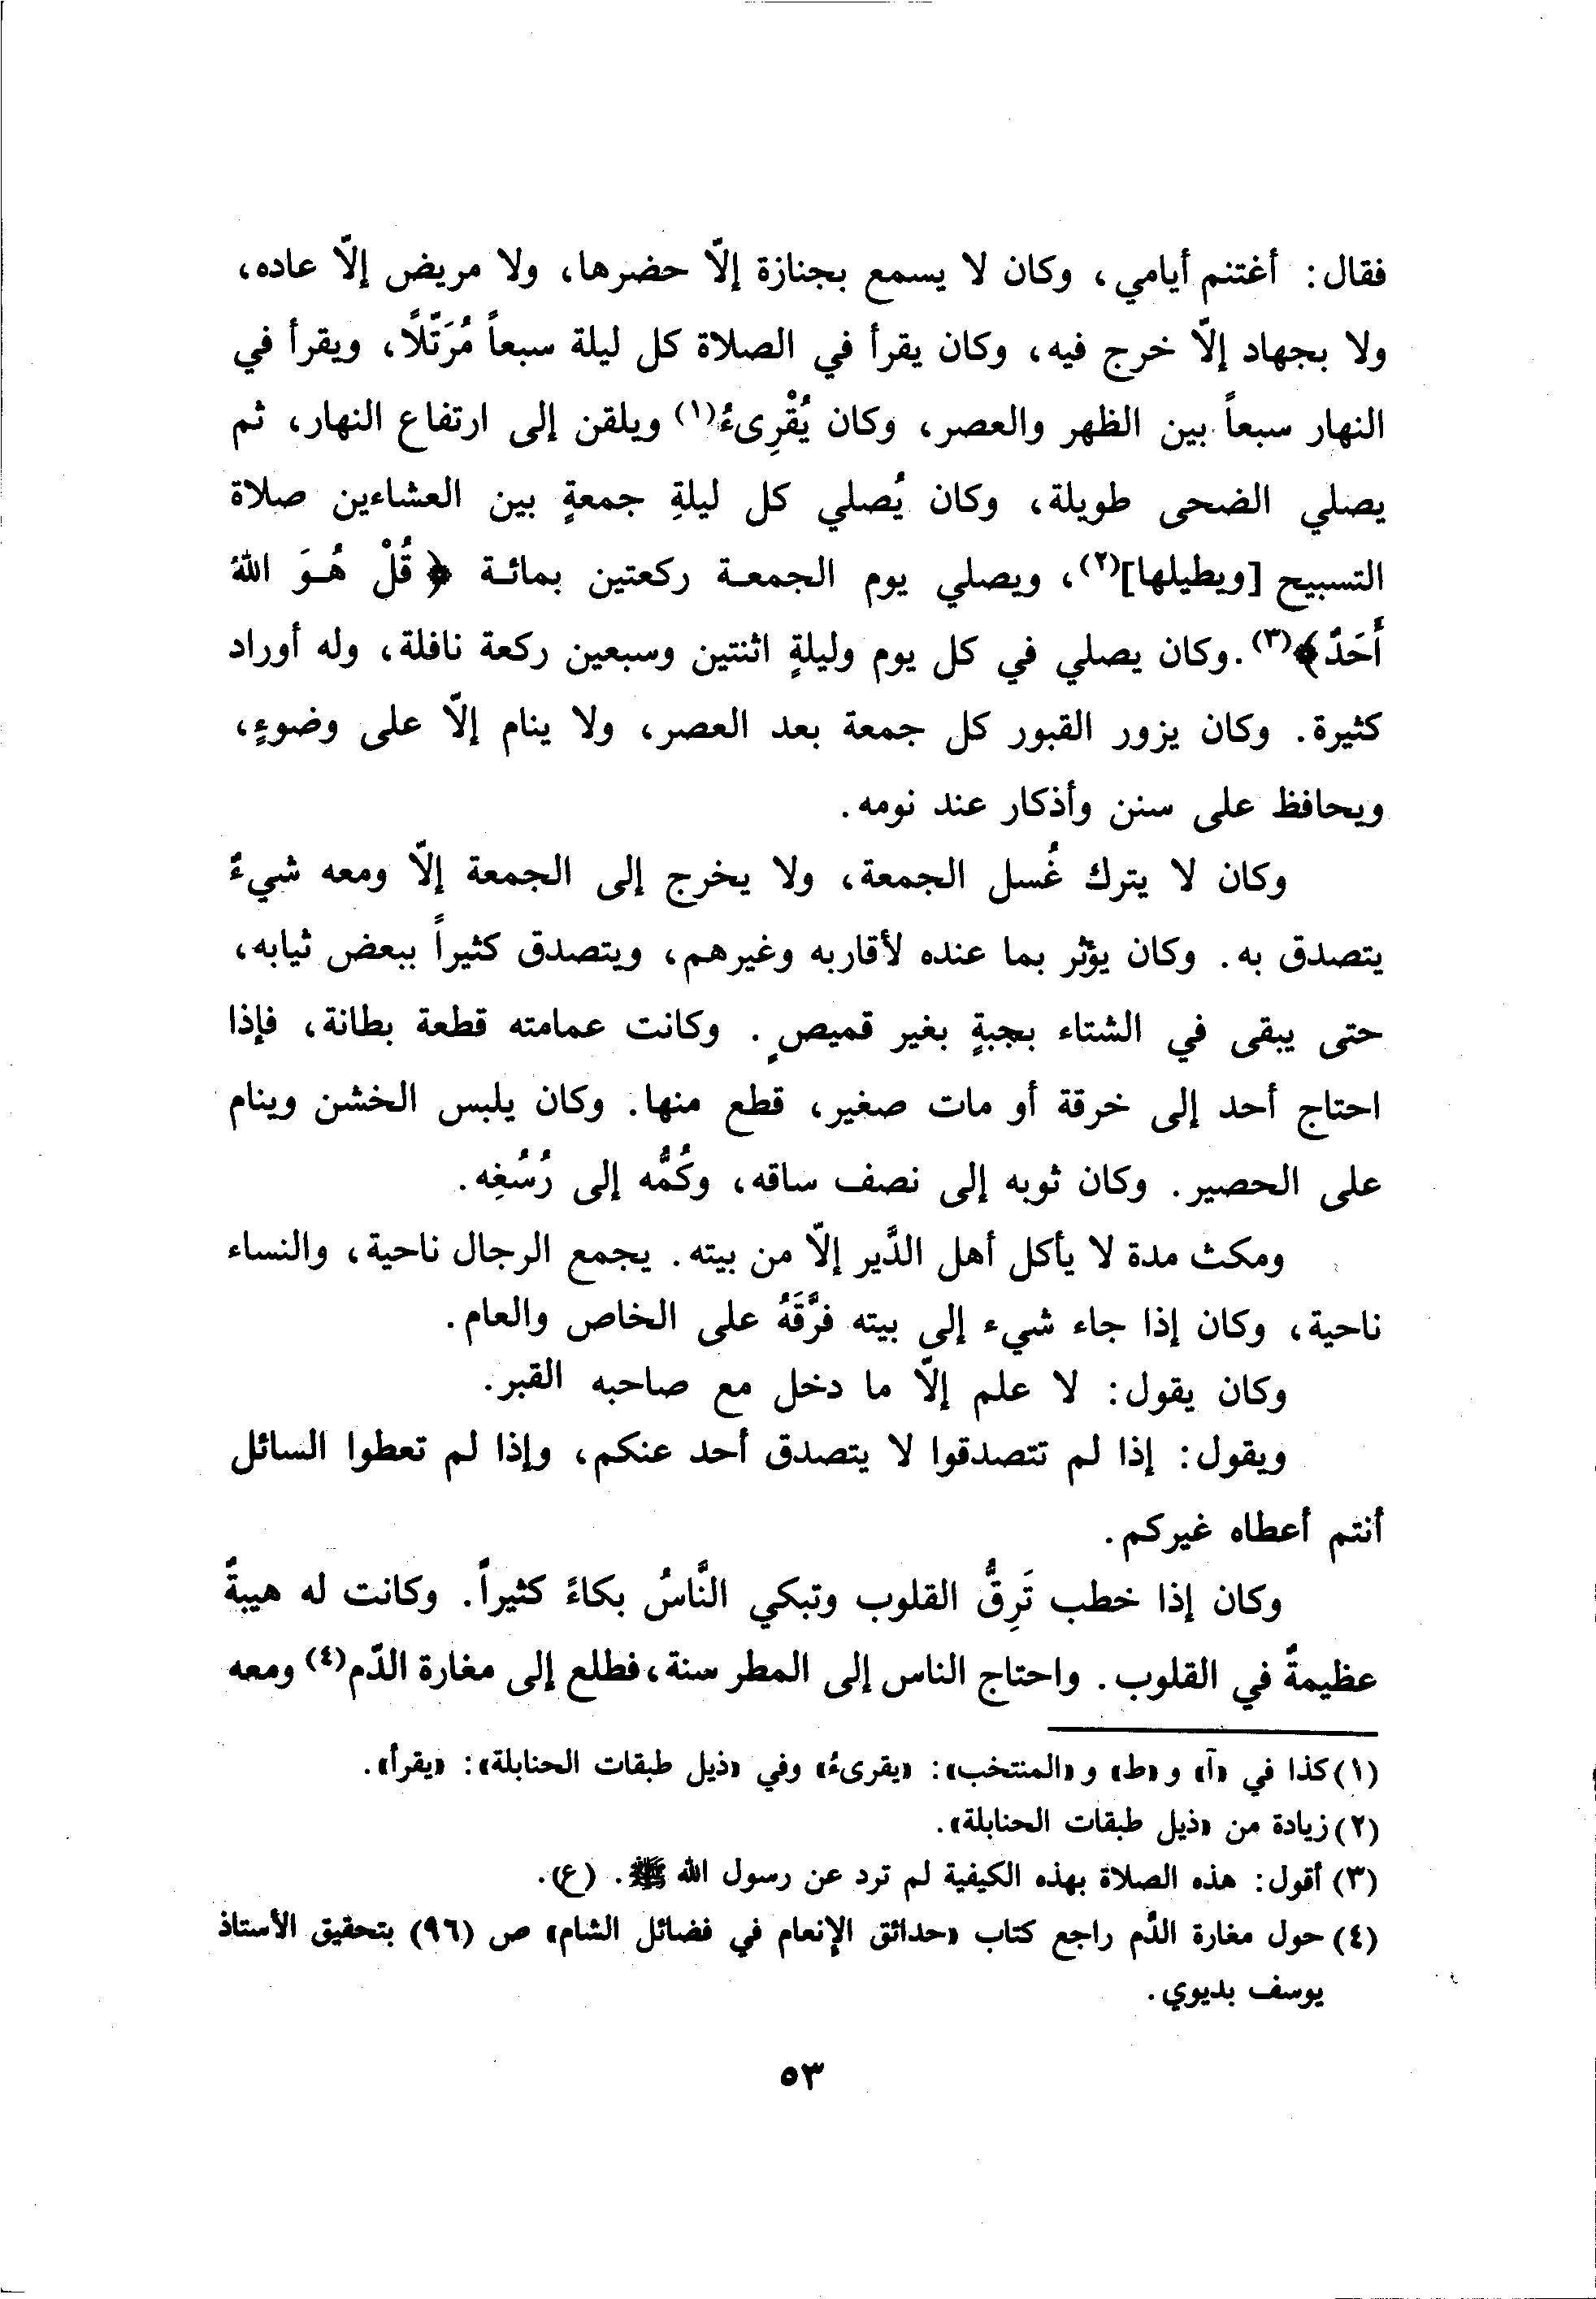 فقال: أغتنم أيامي، وكان لا يسمع بجنازة إلّا حضرها، ولا مريض إلّا عاده،
ولا بجهاد إلّا خرج فيه، وكان يقرأ في الصلاة كل ليلة سبعاً مُرَتّلًا، ويقرأ في
النهار سبعاً بين الظهر والعصر، وكان يُقْرِىءُ(١) ويلقن إلى ارتفاع النهار، ثم
يصلي الضحى طويلة، وكان يُصلي كل ليلةِ جمعةٍ بين العشاءين صلاة
التسبيح [ويطيلها](٢)، ويصلي يوم الجمعـة ركعتين بمائـة ﴿قُلْ هُـوَ اللهُ
أَحَدٌ﴾(٣). وكان يصلي في كل يوم وليلةٍ اثنتين وسبعين ركعة نافلة، وله أوراد
كثيرة. وكان يزور القبور كل جمعة بعد العصر، ولا ينام إلّا على وضوءٍ،
ويحافظ على سنن وأذكار عند نومه.
وكان لا يترك غُسل الجمعة، ولا يخرج إلى الجمعة إلّا ومعه شيءٌ
يتصدق به. وكان يؤثر بما عنده لأقاربه وغيرهم، ويتصدق كثيراً ببعض ثيابه،
حتى يبقى في الشتاء بجبةٍ بغير قميصٍ. وكانت عمامته قطعة بطانة، فإذا
احتاج أحد إلى خرقة أو مات صغير، قطع منها. وكان يلبس الخشن وينام
على الحصير. وكان ثوبه إلى نصف ساقه، وكُمُّه إلى رُسُغِه.
ومكث مدة لا يأكل أهل الدَّير إلّا من بيته. يجمع الرجال ناحية، والنساء
ناحية، وكان إذا جاء شيء إلى بيته فرَّقَهُ على الخاص والعام.
وكان يقول: لا علم إلّا ما دخل مع صاحبه القبر.
ويقول: إذا لم تتصدقوا لا يتصدق أحد عنكم، وإذا لم تعطوا السائل
أنتم أعطاه غيركم.
وكان إذا خطب تَرِقُّ القلوب وتبكي النَّاسُ بكاءً كثيراً. وكانت له هيبةٌ
عظيمةٌ في القلوب. واحتاج الناس إلى المطر سنة، فطلع إلى مغارة الدّم(٤) ومعه
(١) كذا في «آ» و «ط» و «المنتخب»: «يقرىءُ» وفي «ذيل طبقات الحنابلة»: «يقرأ».
(٢) زيادة من «ذيل طبقات الحنابلة».
(٣) أقول: هذه الصلاة بهذه الكيفية لم ترد عن رسول الله ﷺ. (ع).
(٤) حول مغارة الدَّم راجع كتاب «حدائق الإنعام في فضائل الشام» ص (٩٦) بتحقيق الأستاذ
يوسف بديوي.
٥٣